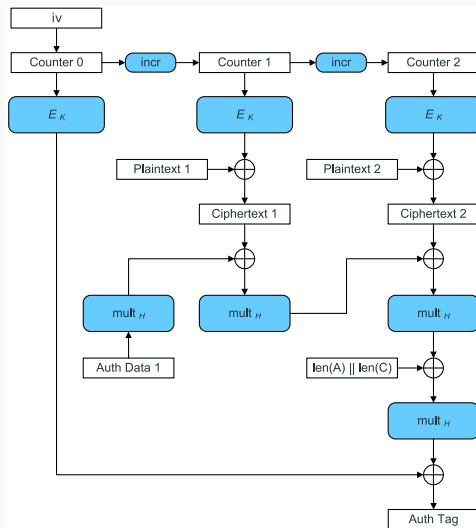 iv
Counter 0
incr
Counter 1
incr
Counter 2
E K
E K
E K
Plaintext 1
Plaintext 2
Ciphertext 1
Ciphertext 2
mult H
mult H
mult H
Auth Data 1
len(A) || len(C)
mult H
Auth Tag